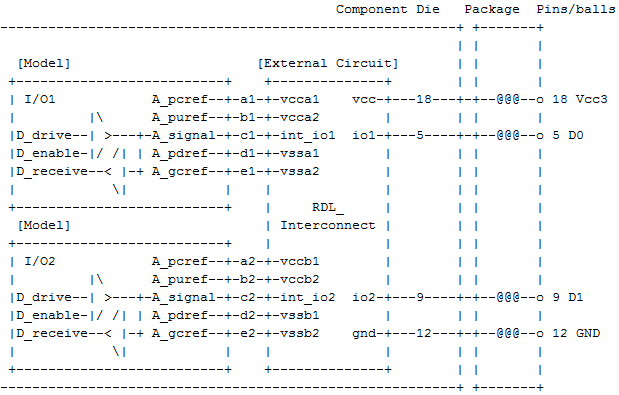 Component Die   Package  Pins/balls
----------------------------------------------------------+ +-------+
                                                          | |       |
 [Model]                        [External Circuit]        | |       |
+---------------------------+    +--------------+         | |       |
| I/O1            A_pcref--+-a1-+-vcca1    vcc-+---18---+-+--@@@--o 18 Vcc3
|          |\      A_puref--+-b1-+-vcca2        |         | |       |
|D_drive--| >---+-A_signal-+-c1-+-int_io1  io1-+---5----+-+--@@@--o 5 D0
|D_enable-|/ /| | A_pdref--+-d1-+-vssa1        |         | |       |
|D_receive--< |-+ A_gcref--+-e1-+-vssa2        |         | |       |
|            \|             |    |              |         | |       |
+---------------------------+    |     RDL_     |         | |       |
 [Model]                         | Interconnect |         | |       |
+---------------------------+    |              |         | |       |
| I/O2            A_pcref--+-a2-+-vccb1        |         | |       |
|          |\      A_puref--+-b2-+-vccb2        |         | |       |
|D_drive--| >---+-A_signal-+-c2-+-int_io2  io2-+---9----+-+--@@@--o 9 D1
|D_enable-|/ /| | A_pdref--+-d2-+-vssb1        |         | |       |
|D_receive--< |-+ A_gcref--+-e2-+-vssb2    gnd-+---12---+-+--@@@--o 12 GND
|            \|             |    |              |         | |       |
+---------------------------+    +--------------+         | |       |
----------------------------------------------------------+ +-------+